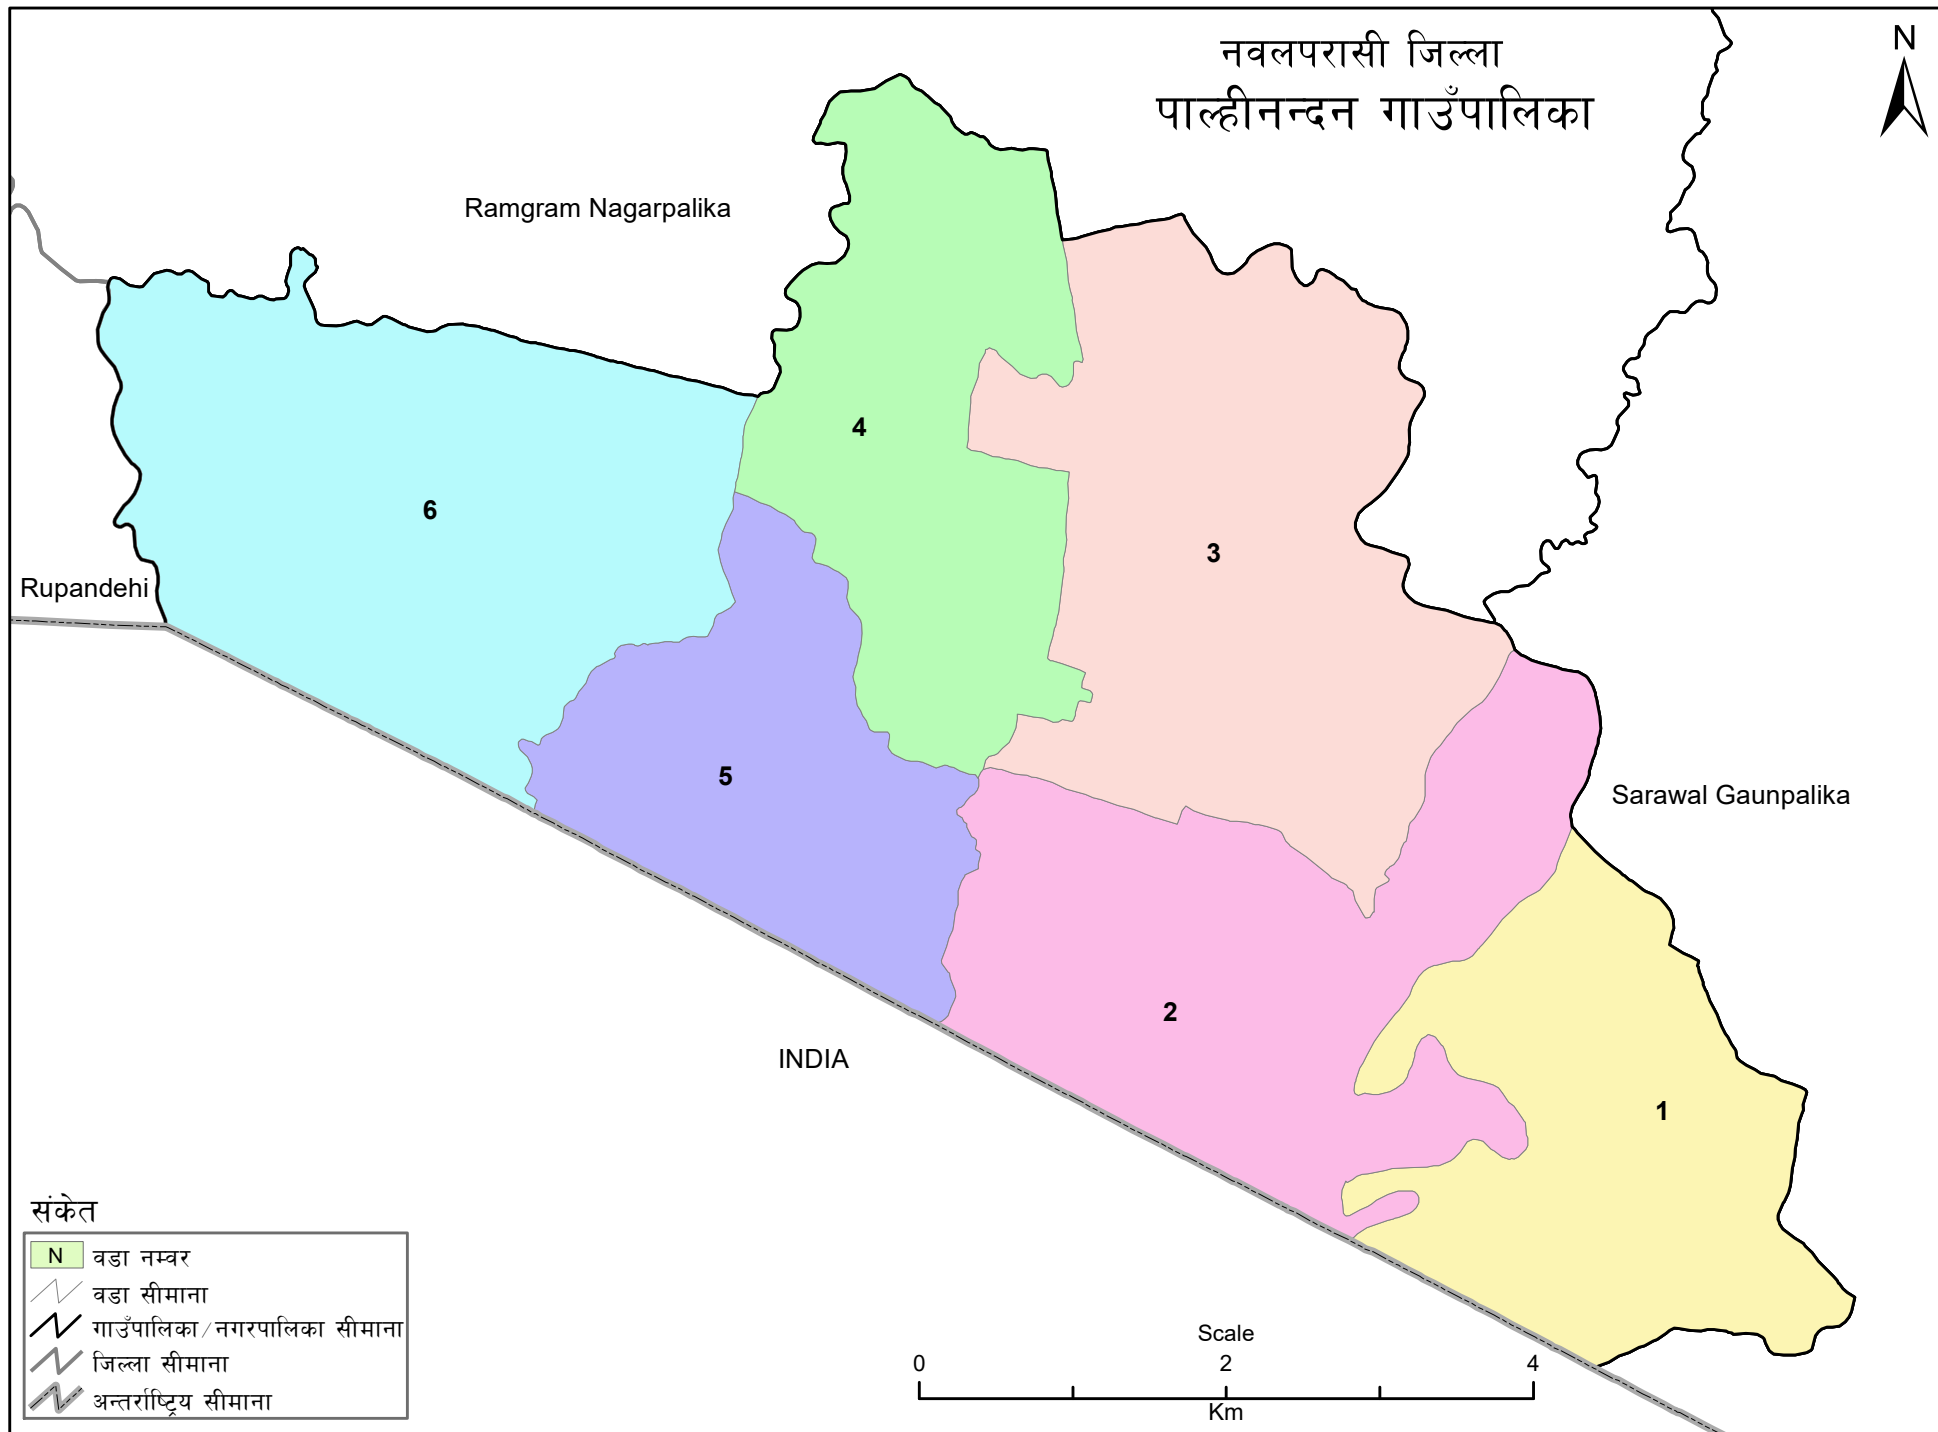 नवलपरासी जिल्ला
पाल्हीनन्दन गाउँपालिका
N
Ramgram Nagarpalika
4
6
3
Rupandehi
5
Sarawal Gaunpalika
2
INDIA
1
संकेत
N वडा नम्वर
वडा सीमाना
गाउँपालिका/नगरपालिका सीमाना
जिल्ला सीमाना
अन्तर्राष्ट्रिय सीमाना
Scale
0 2 4
Km